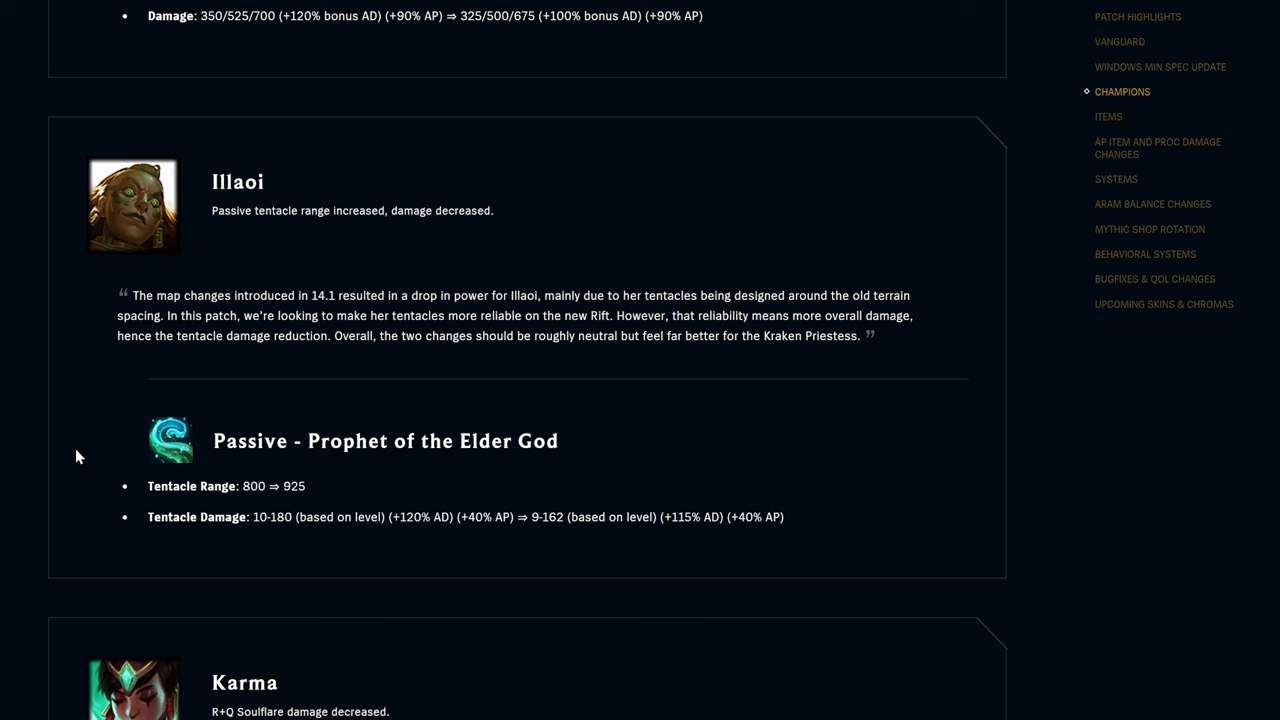 Damage: 350/525/700 (+120% bonus AD) (+90% AP) ⇒ 325/500/675 (+100% bonus AD) (+90% AP)
Illaoi
Passive tentacle range increased, damage decreased.
“ The map changes introduced in 14.1 resulted in a drop in power for Illaoi, mainly due to her tentacles being designed around the old terrain
spacing. In this patch, we’re looking to make her tentacles more reliable on the new Rift. However, that reliability means more overall damage,
hence the tentacle damage reduction. Overall, the two changes should be roughly neutral but feel far better for the Kraken Priestess. ”
Passive - Prophet of the Elder God
Tentacle Range: 800 ⇒ 925
Tentacle Damage: 10-180 (based on level) (+120% AD) (+40% AP) ⇒ 9-162 (based on level) (+115% AD) (+40% AP)
Karma
R+Q Soulflare damage decreased.
PATCH HIGHLIGHTS
VANGUARD
WINDOWS MIN SPEC UPDATE
CHAMPIONS
ITEMS
AP ITEM AND PROC DAMAGE
CHANGES
SYSTEMS
ARAM BALANCE CHANGES
MYTHIC SHOP ROTATION
BEHAVIORAL SYSTEMS
BUGFIXES & QOL CHANGES
UPCOMING SKINS & CHROMAS